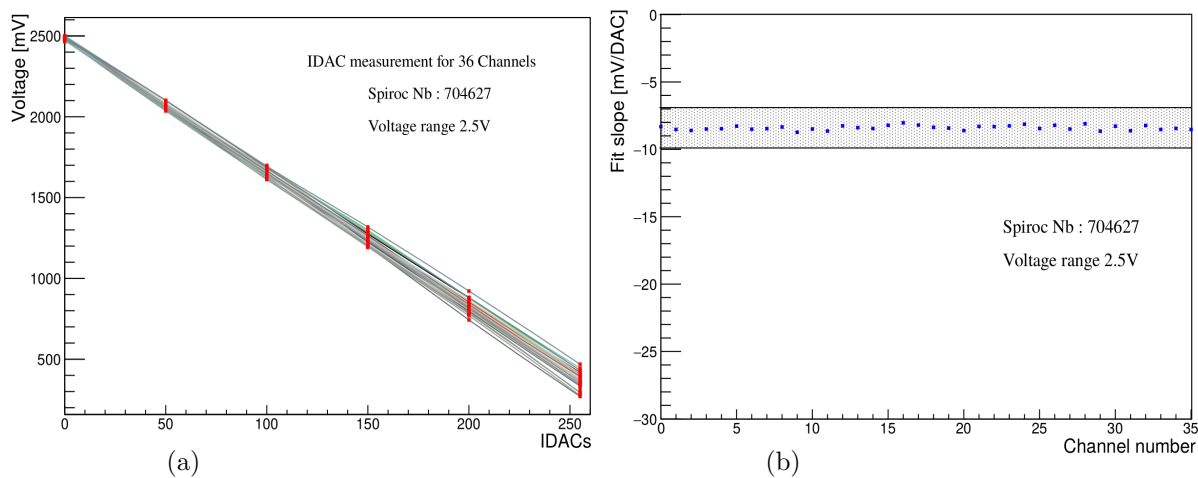 Voltage [mV]
2500
2000
1500
1000
500
0
50
100
150
200
250
IDACs
IDAC measurement for 36 Channels
Spiroc Nb : 704627
Voltage range 2.5V
(a)
Fit slope [mV/DAC]
0
−5
−10
−15
−20
−25
−30
0
5
10
15
20
25
30
35
Channel number
Spiroc Nb : 704627
Voltage range 2.5V
(b)